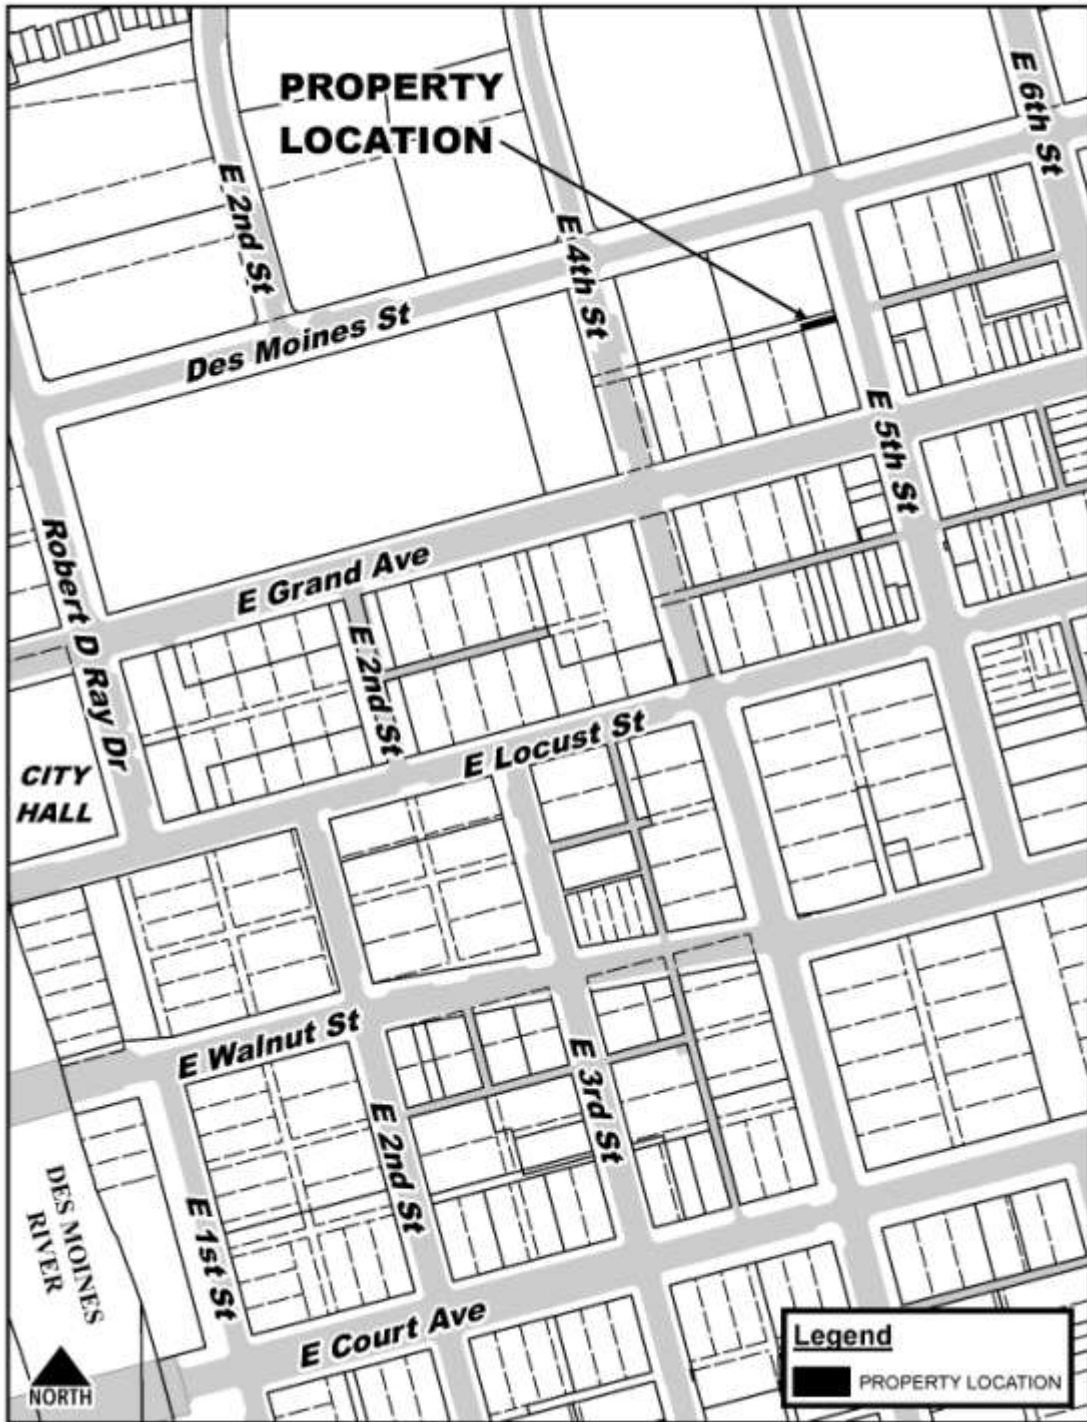 PROPERTY
LOCATION
E 6th St
E 2nd St
E 4th St
Des Moines St
E 5th St
Robert D Ray Dr
E Grand Ave
E 2nd St
E Locust St
CITY
HALL
E Walnut St
E 3rd St
E 2nd St
DES MOINES
RIVER
E 1st St
E Court Ave
Legend
PROPERTY LOCATION
NORTH